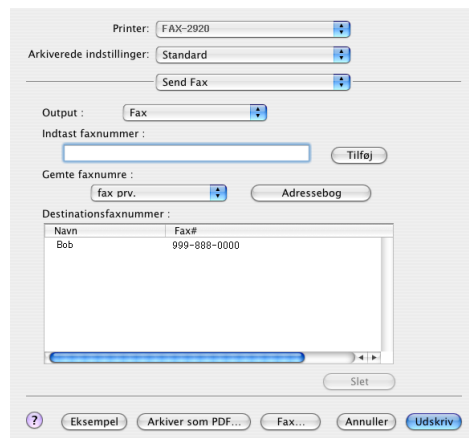 Printer: FAX-2920
Arkiverede indstillinger: Standard
Send Fax
Output : Fax
Indtast faxnummer :
Tilføj
Gemte faxnumre :
fax prv. Adressebog
Destinationsfaxnummer :
Navn Fax#
Bob 999-888-0000
Slet
? Eksempel Arkiver som PDF... Fax... Annuller Udskriv